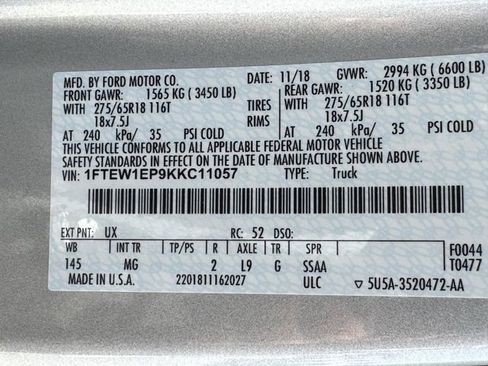 MFD. BY FORD MOTOR CO. DATE: 11/18 GVWR: 2994 KG ( 6600 LB)
FRONT GAWR: 1565 KG ( 3450 LB) REAR GAWR: 1520 KG ( 3350 LB)
WITH 275/65R18 116T TIRES WITH 275/65R18 116T
18x7.5J RIMS 18x7.5J
AT 240 kPa/ 35 PSI COLD AT 240 kPa/ 35 PSI COLD
THIS VEHICLE CONFORMS TO ALL APPLICABLE FEDERAL MOTOR VEHICLE
SAFETY STANDARDS IN EFFECT ON THE DATE OF MANUFACTURE SHOWN ABOVE.
VIN: 1FTEW1EP9KKC11057 TYPE: Truck
EXT PNT: UX RC: 52 DSO:
WB INT TR TP/PS R AXLE TR SPR F0044
145 MG 2 L9 G SSAA T0477
MADE IN U.S.A. 2201811162027 ULC ▽ 5U5A-3520472-AA